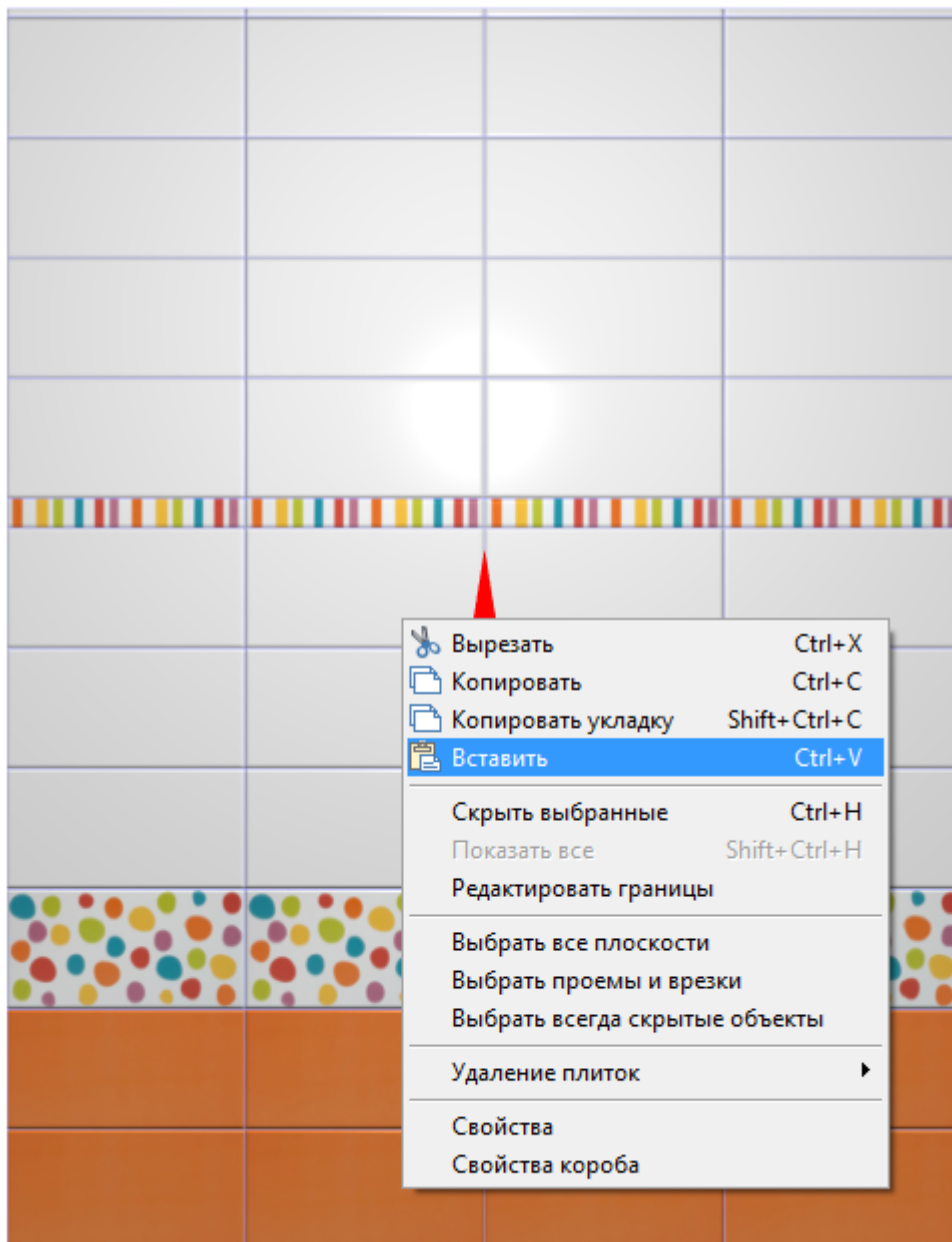 Вырезать Ctrl+X
Копировать Ctrl+C
Копировать укладку Shift+Ctrl+C
Вставить Ctrl+V
Скрыть выбранные Ctrl+H
Показать все Shift+Ctrl+H
Редактировать границы
Выбрать все плоскости
Выбрать проемы и врезки
Выбрать всегда скрытые объекты
Удаление плиток
Свойства
Свойства короба